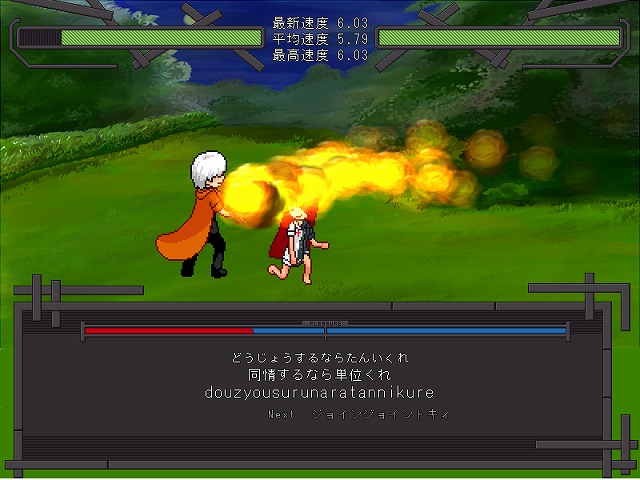 最新速度 6.03
平均速度 5.79
最高速度 6.03
PLEASURE
どうじょうするならたんいくれ
同情するなら単位くれ
douzyousurunaratannikure
Next ジョインジョイントキィ